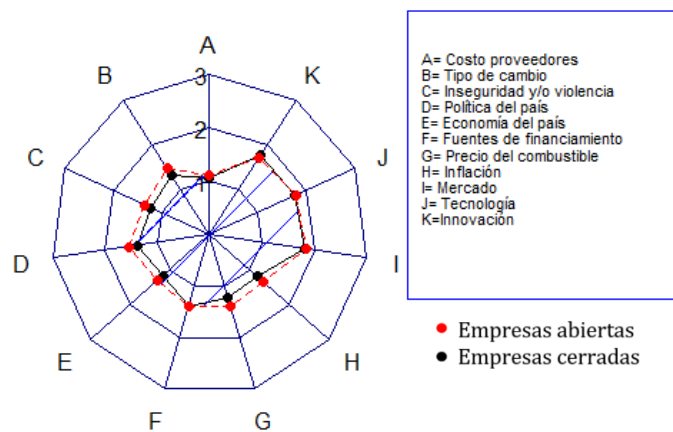 A
B
K
3
2
1
C
J
D
I
E
H
F
G
A= Costo proveedores
B= Tipo de cambio
C= Inseguridad y/o violencia
D= Política del país
E= Economía del país
F= Fuentes de financiamiento
G= Precio del combustible
H= Inflación
I= Mercado
J= Tecnología
K=Innovación
Empresas abiertas
Empresas cerradas